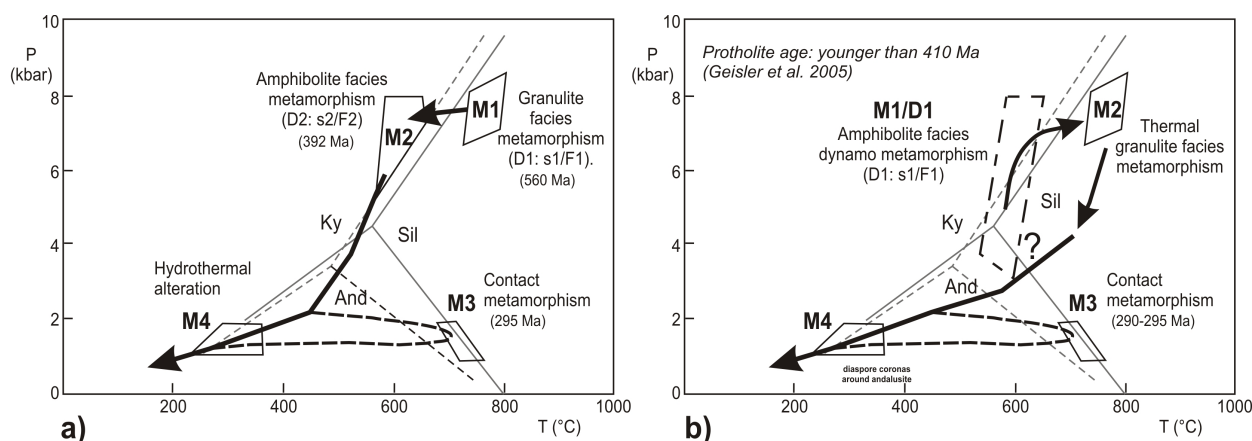 10
P
(kbar)
8
6
4
2
0
200
400
600
800
1000
T (°C)
a)
Amphibolite facies
metamorphism
(D2: s2/F2)
(392 Ma)
M2
M1
Granulite
facies
metamorphism
(D1: s1/F1).
(560 Ma)
Ky
Sil
And
Hydrothermal
alteration
M4
M3
Contact
metamorphism
(295 Ma)
10
P
(kbar)
8
6
4
2
0
200
400
600
800
1000
T (°C)
b)
Protholite age: younger than 410 Ma
(Geisler et al. 2005)
M1/D1
Amphibolite facies
dynamo metamorphism
(D1: s1/F1)
M2
Thermal
granulite facies
metamorphism
Ky
Sil
?
And
M4
M3
Contact
metamorphism
(290-295 Ma)
diaspore coronas
around andalusite